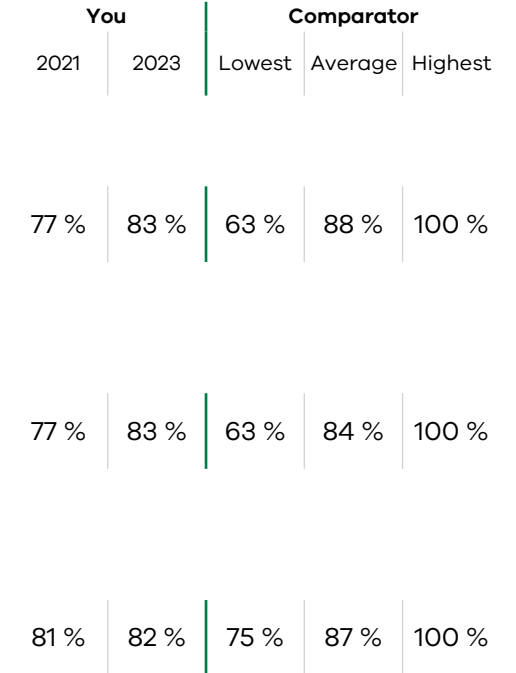 You Comparator
2021 2023 Lowest Average Highest
77 % 83 % 63 % 88 % 100 %
77 % 83 % 63 % 84 % 100 %
81 % 82 % 75 % 87 % 100 %